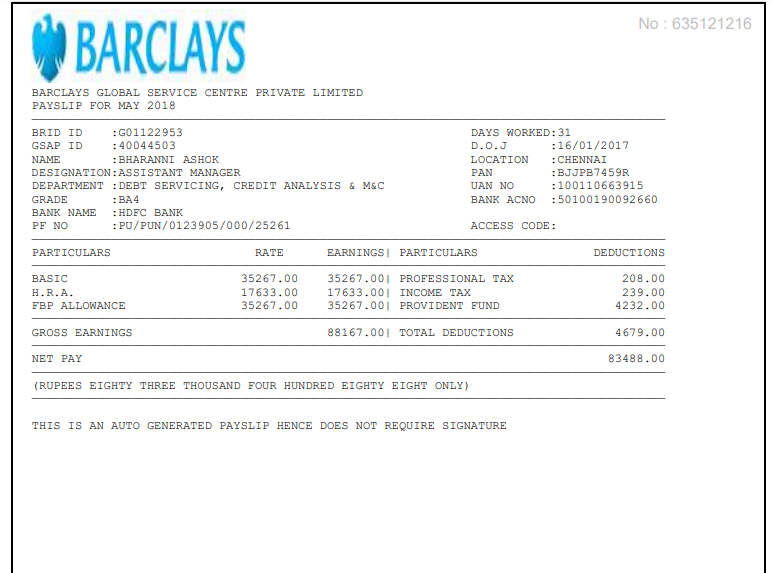 No : 635121216
BARCLAYS
BARCLAYS GLOBAL SERVICE CENTRE PRIVATE LIMITED
PAYSLIP FOR MAY 2018
BRID ID :G01122953 DAYS WORKED:31
GSAP ID :40044503 D.O.J :16/01/2017
NAME :BHARANNI ASHOK LOCATION :CHENNAI
DESIGNATION:ASSISTANT MANAGER PAN :BJJPB7459R
DEPARTMENT :DEBT SERVICING, CREDIT ANALYSIS & M&C UAN NO :100110663915
GRADE :BA4 BANK ACNO :50100190092660
BANK NAME :HDFC BANK
PF NO :PU/PUN/0123905/000/25261 ACCESS CODE:
PARTICULARS RATE EARNINGS| PARTICULARS DEDUCTIONS
BASIC 35267.00 35267.00| PROFESSIONAL TAX 208.00
H.R.A. 17633.00 17633.00| INCOME TAX 239.00
FBP ALLOWANCE 35267.00 35267.00| PROVIDENT FUND 4232.00
GROSS EARNINGS 88167.00| TOTAL DEDUCTIONS 4679.00
NET PAY 83488.00
(RUPEES EIGHTY THREE THOUSAND FOUR HUNDRED EIGHTY EIGHT ONLY)
THIS IS AN AUTO GENERATED PAYSLIP HENCE DOES NOT REQUIRE SIGNATURE